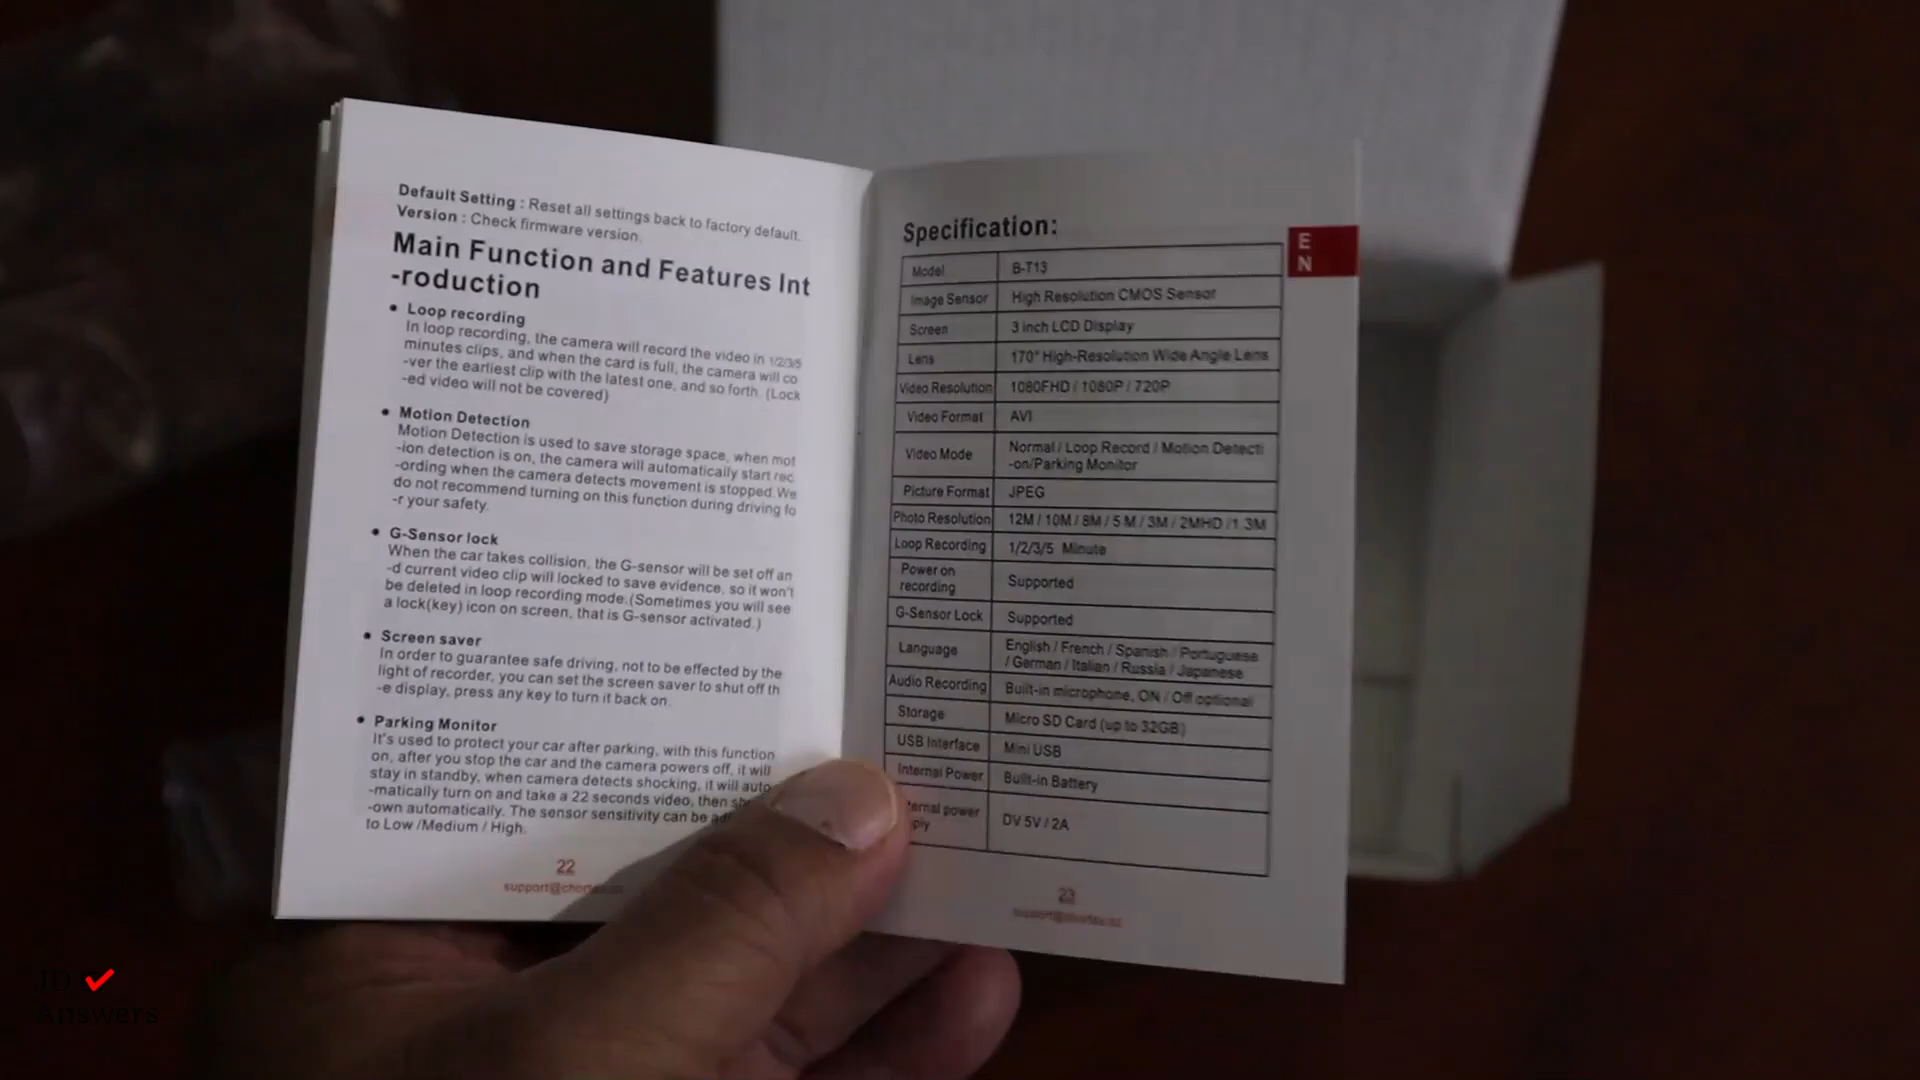 Default Setting : Reset all settings back to factory default.
Version : Check firmware version.
Main Function and Features Int
-roduction
• Loop recording
In loop recording, the camera will record the video in 1/2/3/5
minutes clips, and when the card is full, the camera will co
-ver the earliest clip with the latest one, and so forth. (Lock
-ed video will not be covered)
• Motion Detection
Motion Detection is used to save storage space, when mot
-ion detection is on, the camera will automatically start rec
-ording when the camera detects movement is stopped. We
do not recommend turning on this function during driving fo
-r your safety.
• G-Sensor lock
When the car takes collision, the G-sensor will be set off an
-d current video clip will locked to save evidence, so it won't
be deleted in loop recording mode.(Sometimes you will see
a lock(key) icon on screen, that is G-sensor activated.)
• Screen saver
In order to guarantee safe driving, not to be effected by the
light of recorder, you can set the screen saver to shut off th
-e display, press any key to turn it back on.
• Parking Monitor
It's used to protect your car after parking, with this function
on, after you stop the car and the camera powers off, it will
stay in standby, when camera detects shocking, it will auto
-matically turn on and take a 22 seconds video, then
-own automatically. The sensor sensitivity can be
to Low /Medium / High.
22
Specification:
E
N
Model B-T13
Image Sensor High Resolution CMOS Sensor
Screen 3 inch LCD Display
Lens 170° High-Resolution Wide Angle Lens
Video Resolution 1080FHD / 1080P / 720P
Video Format AVI
Video Mode Normal / Loop Record / Motion Detecti
-on/Parking Monitor
Picture Format JPEG
Photo Resolution 12M / 10M / 8M / 5 M / 3M / 2MHD /1.3M
Loop Recording 1/2/3/5 Minute
Power on
recording Supported
G-Sensor Lock Supported
Language English / French / Spanish / Portuguese
/ German / Italian / Russia / Japanese
Audio Recording Built-in microphone, ON / Off optional
Storage Micro SD Card (up to 32GB)
USB Interface Mini USB
Internal Power Built-in Battery
power
DV 5V / 2A
23
JD
Answers